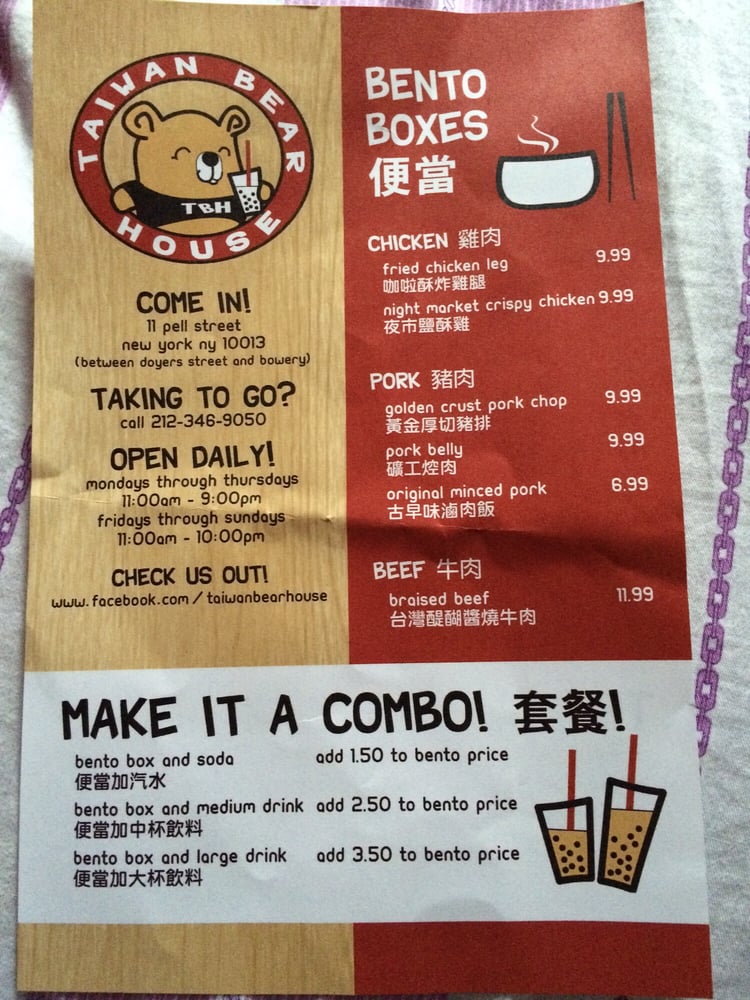 TAIWAN BEAR HOUSE
TBH
COME IN!
11 pell street
new york ny 10013
(between doyers street and bowery)
TAKING TO GO?
call 212-346-9050
OPEN DAILY!
mondays through thursdays
11:00am - 9:00pm
fridays through sundays
11:00am - 10:00pm
CHECK US OUT!
www.facebook.com/taiwanbearhouse
BENTO
BOXES
便當
CHICKEN 雞肉
fried chicken leg 9.99
咖啦酥炸雞腿
night market crispy chicken 9.99
夜市鹽酥雞
PORK 豬肉
golden crust pork chop 9.99
黃金厚切豬排
pork belly 9.99
礦工焢肉
original minced pork 6.99
古早味滷肉飯
BEEF 牛肉
braised beef 11.99
台灣醍醐醬燒牛肉
MAKE IT A COMBO! 套餐!
bento box and soda add 1.50 to bento price
便當加汽水
bento box and medium drink add 2.50 to bento price
便當加中杯飲料
bento box and large drink add 3.50 to bento price
便當加大杯飲料